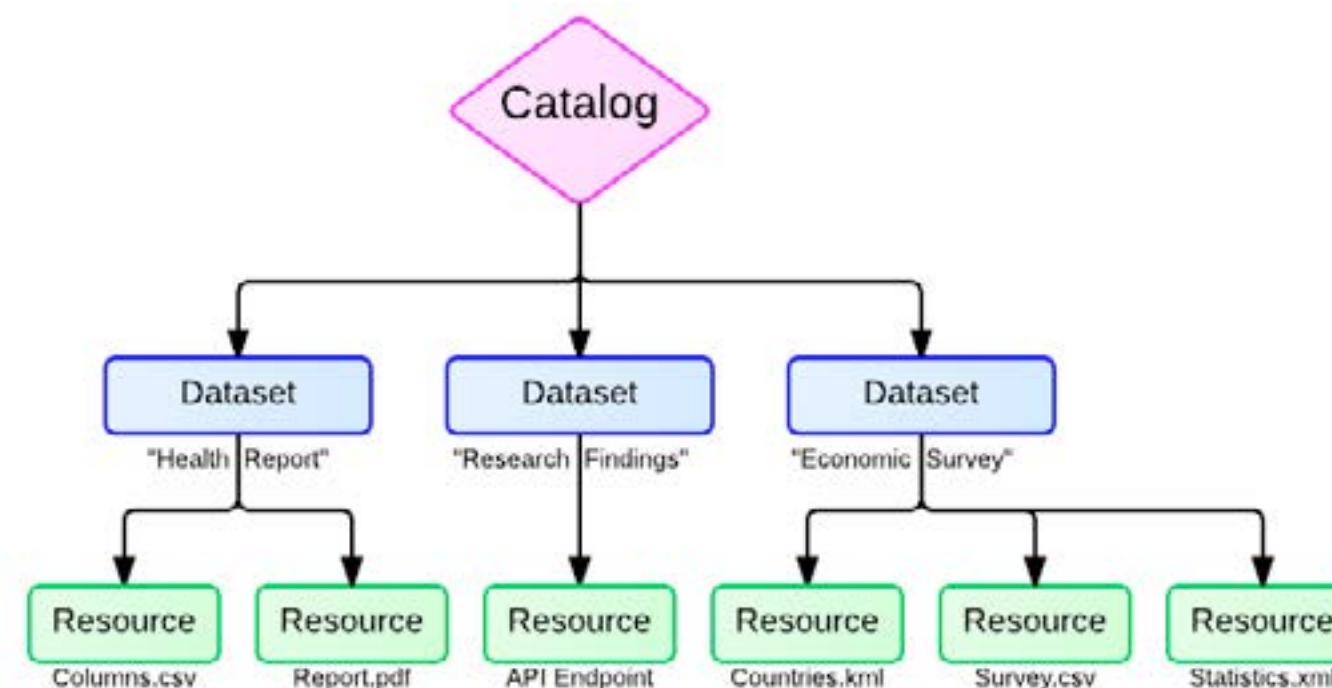 Catalog
Dataset Dataset Dataset
"Health Report" "Research Findings" "Economic Survey"
Resource Resource Resource Resource Resource Resource
Columns.csv Report.pdf API Endpoint Countries.kml Survey.csv Statistics.xml